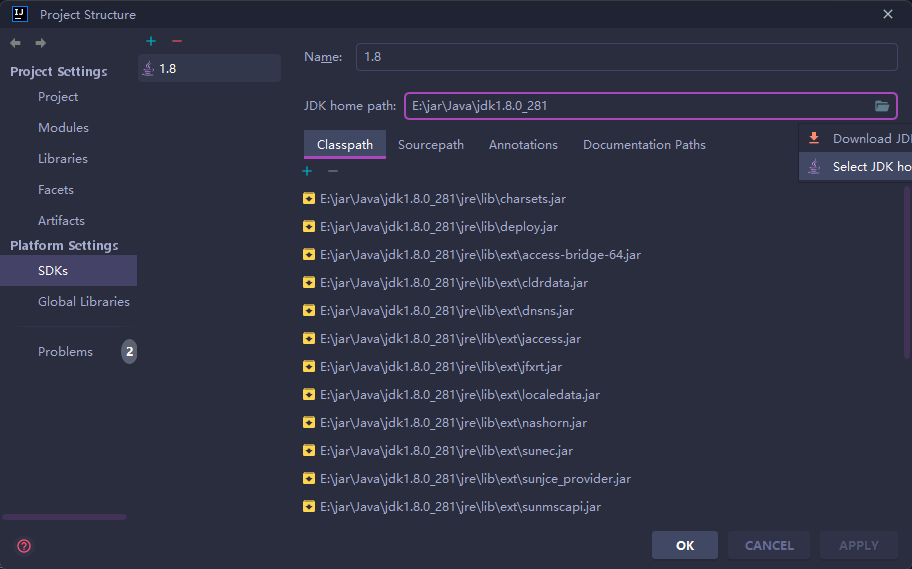 IJ Project Structure
Project Settings
Project
Modules
Libraries
Facets
Artifacts
Platform Settings
SDKs
Global Libraries
Problems 2
1.8
Name: 1.8
JDK home path: E:\jar\Java\jdk1.8.0_281
Download JD
Select JDK ho
Classpath Sourcepath Annotations Documentation Paths
E:\jar\Java\jdk1.8.0_281\jre\lib\charsets.jar
E:\jar\Java\jdk1.8.0_281\jre\lib\deploy.jar
E:\jar\Java\jdk1.8.0_281\jre\lib\ext\access-bridge-64.jar
E:\jar\Java\jdk1.8.0_281\jre\lib\ext\cldrdata.jar
E:\jar\Java\jdk1.8.0_281\jre\lib\ext\dnsns.jar
E:\jar\Java\jdk1.8.0_281\jre\lib\ext\jaccess.jar
E:\jar\Java\jdk1.8.0_281\jre\lib\ext\jfxrt.jar
E:\jar\Java\jdk1.8.0_281\jre\lib\ext\localedata.jar
E:\jar\Java\jdk1.8.0_281\jre\lib\ext\nashorn.jar
E:\jar\Java\jdk1.8.0_281\jre\lib\ext\sunec.jar
E:\jar\Java\jdk1.8.0_281\jre\lib\ext\sunjce_provider.jar
E:\jar\Java\jdk1.8.0_281\jre\lib\ext\sunmscapi.jar
OK CANCEL APPLY